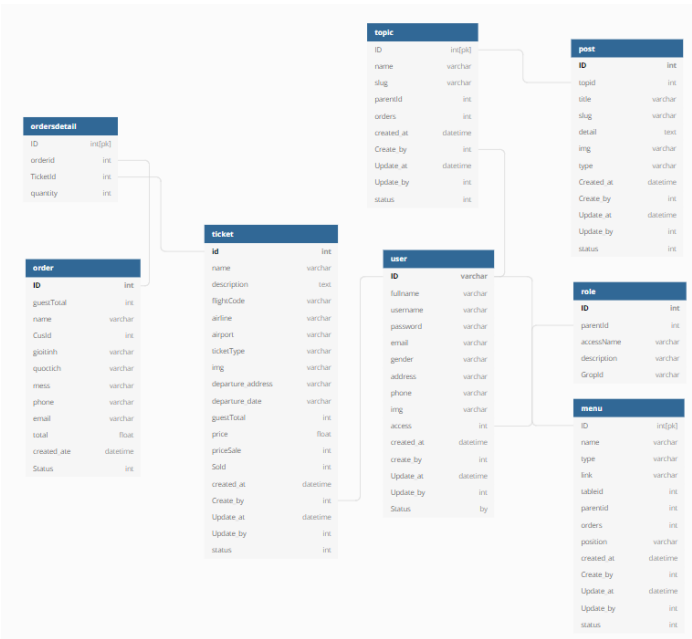 topic
ID int[pk]
name varchar
slug varchar
parentId int
orders int
created_at datetime
Create_by int
Update_at datetime
Update_by int
status int
post
ID int
topid int
title varchar
slug varchar
detail text
img varchar
type varchar
Created_at datetime
Create_by int
Update_at datetime
Update_by int
status int
ordersdetail
ID int[pk]
orderid int
TicketId int
quantity int
ticket
id int
name varchar
description text
flightCode varchar
airline varchar
airport varchar
ticketType varchar
img varchar
departure_address varchar
departure_date varchar
guestTotal int
price float
priceSale int
Sold int
created_at datetime
Create_by int
Update_at datetime
Update_by int
status int
order
ID int
guestTotal int
name varchar
CusId int
gioitinh varchar
quoctich varchar
mess varchar
phone varchar
email varchar
total float
created_ate datetime
Status int
user
ID varchar
fullname varchar
username varchar
password varchar
email varchar
gender varchar
address varchar
phone varchar
img varchar
access int
created_at datetime
create_by int
Update_at datetime
Update_by int
Status by
role
ID int
parentId int
accessName varchar
description varchar
GropId varchar
menu
ID int[pk]
name varchar
type varchar
link varchar
tableid int
parentid int
orders int
position varchar
created_at datetime
Create_by int
Update_at datetime
Update_by int
status int